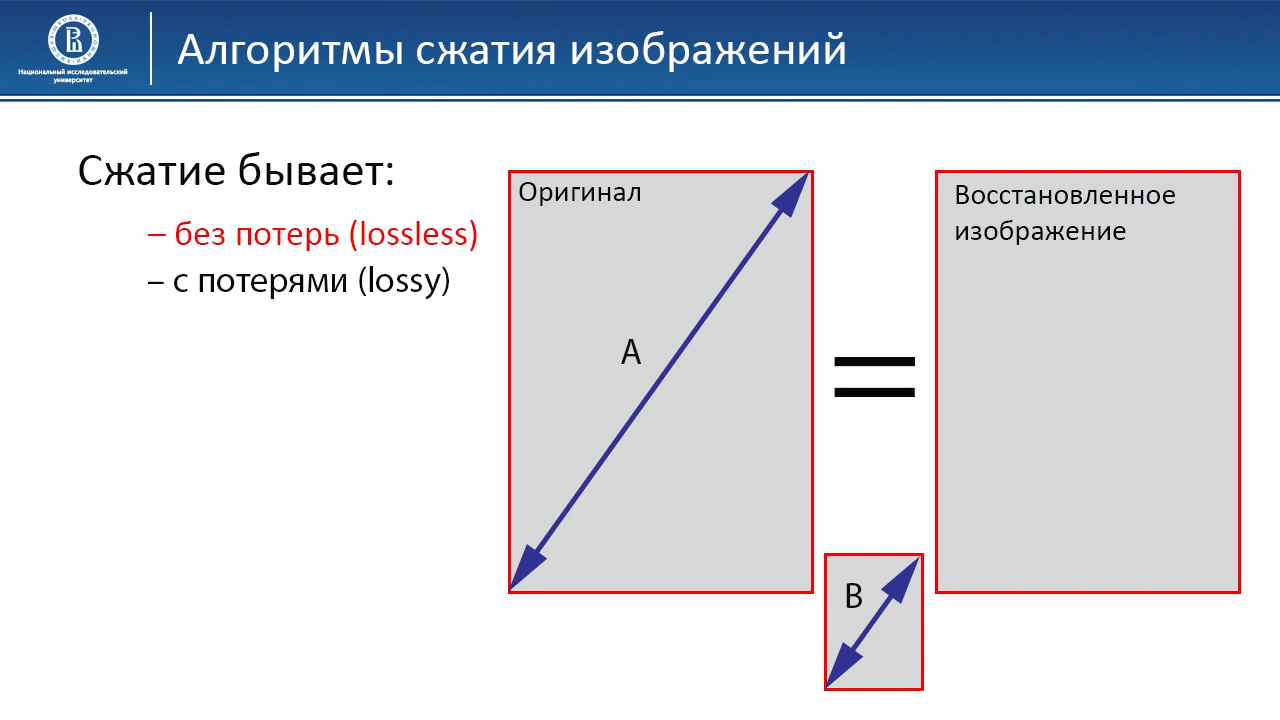 Национальный исследовательский
университет
Алгоритмы сжатия изображений
Сжатие бывает:
– без потерь (lossless)
– с потерями (lossy)
Оригинал
A
=
Восстановленное
изображение
B